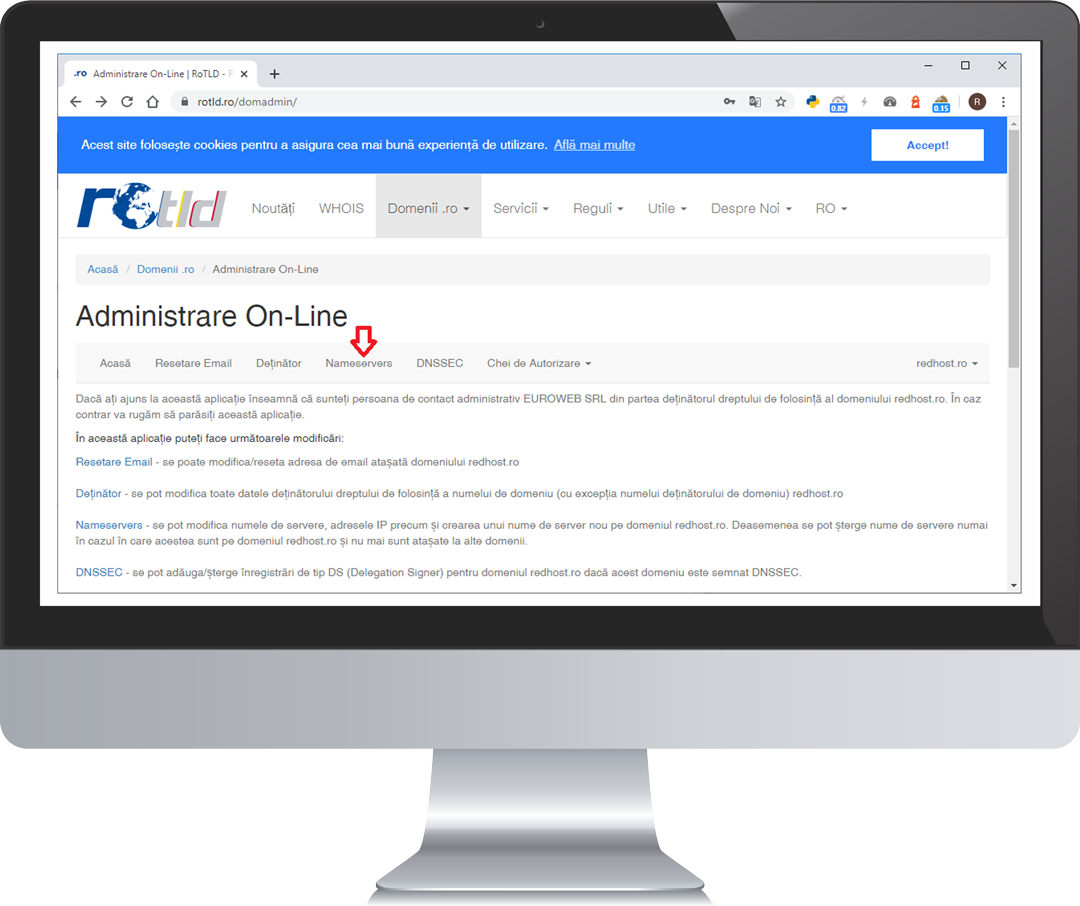 .ro Administrare On-Line | RoTLD - R
rotld.ro/domadmin/
0.82
0.15
R
Acest site folosește cookies pentru a asigura cea mai bună experiență de utilizare. Află mai multe
Accept!
rotld
Noutăți WHOIS Domenii .ro Servicii Reguli Utile Despre Noi RO
Acasă / Domenii .ro / Administrare On-Line
Administrare On-Line
Acasă Resetare Email Deținător Nameservers DNSSEC Chei de Autorizare redhost.ro
Dacă ați ajuns la această aplicație înseamnă că sunteți persoana de contact administrativ EUROWEB SRL din partea deținătorul dreptului de folosință al domeniului redhost.ro. În caz
contrar va rugăm să parăsiți această aplicație.
În această aplicație puteți face următoarele modificări:
Resetare Email - se poate modifica/reseta adresa de email atașată domeniului redhost.ro
Deținător - se pot modifica toate datele deținătorului dreptului de folosință a numelui de domeniu (cu excepția numelui deținătorului de domeniu) redhost.ro
Nameservers - se pot modifica numele de servere, adresele IP precum și crearea unui nume de server nou pe domeniul redhost.ro. Deasemenea se pot șterge nume de servere numai
în cazul în care acestea sunt pe domeniul redhost.ro și nu mai sunt atașate la alte domenii.
DNSSEC - se pot adăuga/șterge înregistrări de tip DS (Delegation Signer) pentru domeniul redhost.ro dacă acest domeniu este semnat DNSSEC.